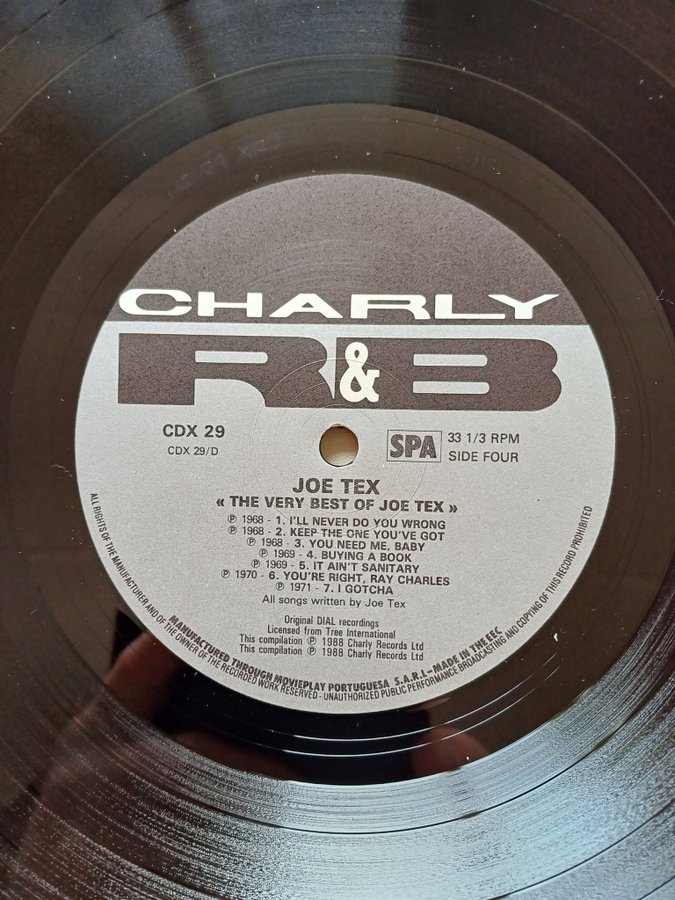 CHARLY
R&B
CDX 29
CDX 29/D
SPA
33 1/3 RPM
SIDE FOUR
JOE TEX
« THE VERY BEST OF JOE TEX »
℗ 1968 - 1. I'LL NEVER DO YOU WRONG
℗ 1968 - 2. KEEP THE ONE YOU'VE GOT
℗ 1968 - 3. YOU NEED ME, BABY
℗ 1969 - 4. BUYING A BOOK
℗ 1969 - 5. IT AIN'T SANITARY
℗ 1970 - 6. YOU'RE RIGHT, RAY CHARLES
℗ 1971 - 7. I GOTCHA
All songs written by Joe Tex
Original DIAL recordings
Licensed from Tree International
This compilation ℗ 1988 Charly Records Ltd
This compilation ℗ 1988 Charly Records Ltd
MANUFACTURED THROUGH MOVIEPLAY PORTUGUESA S.A.R.L-MADE IN THE EEC
ALL RIGHTS OF THE MANUFACTURER AND OF THE OWNER OF THE RECORDED WORK RESERVED - UNAUTHORIZED PUBLIC PERFORMANCE BROADCASTING AND COPYING OF THIS RECORD PROHIBITED